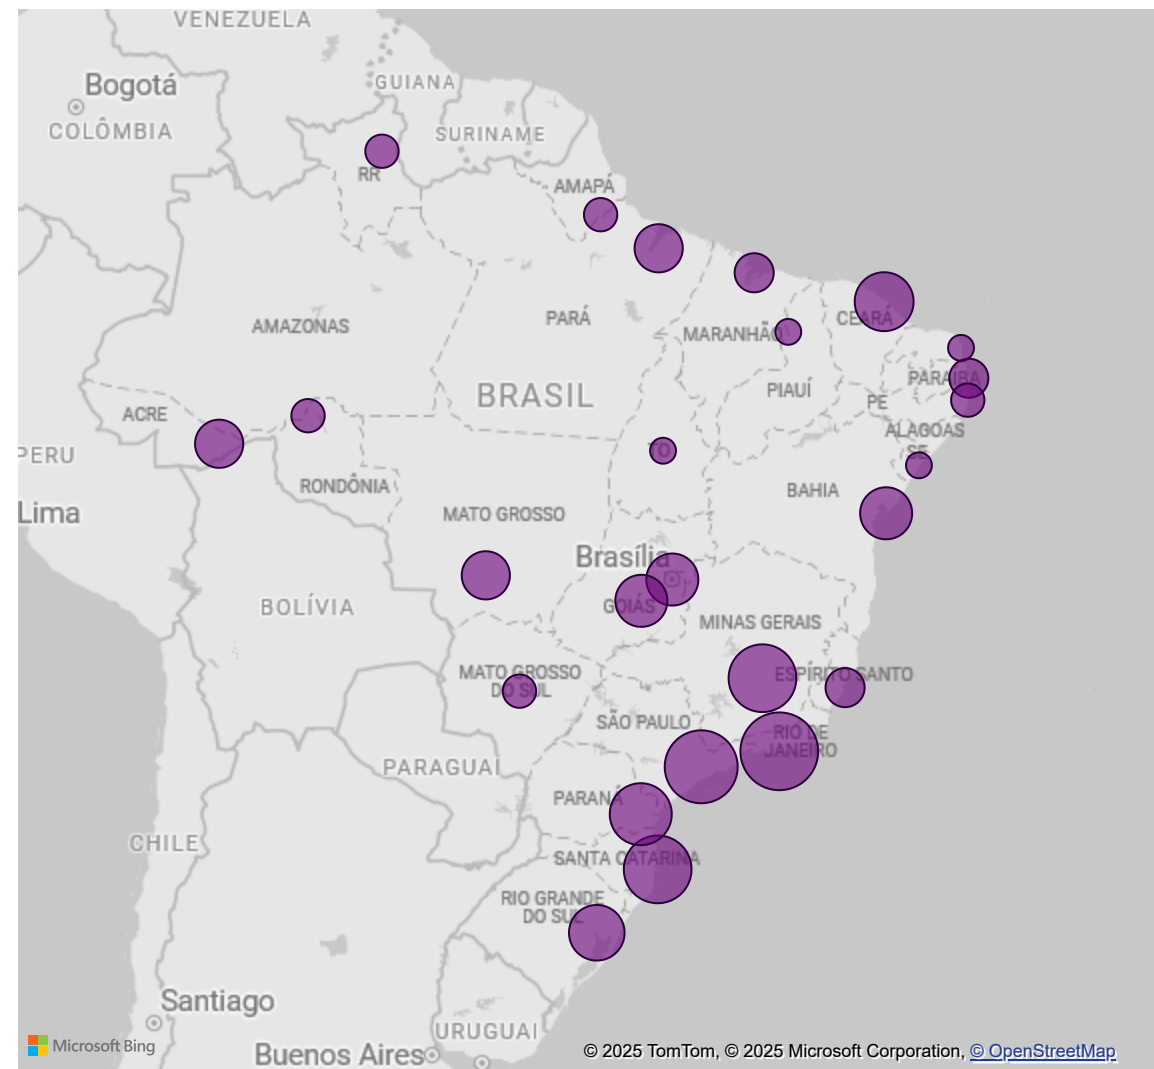 VENEZUELA
Bogotá
GUIANA
COLÔMBIA
SURINAME
RR
AMAPÁ
AMAZONAS
PARÁ
MARANHÃO
CEARÁ
BRASIL
PIAUÍ
PARAÍBA
PE
ACRE
ALAGOAS
SE
PERU
TO
RONDÔNIA
BAHIA
Lima
MATO GROSSO
Brasília
BOLÍVIA
GOIÁS
MINAS GERAIS
MATO GROSSO
DO SUL
ESPÍRITO SANTO
SÃO PAULO
RIO DE
JANEIRO
PARAGUAI
PARANÁ
CHILE
SANTA CATARINA
RIO GRANDE
DO SUL
Santiago
URUGUAI
Microsoft Bing
Buenos Aires
© 2025 TomTom, © 2025 Microsoft Corporation, © OpenStreetMap